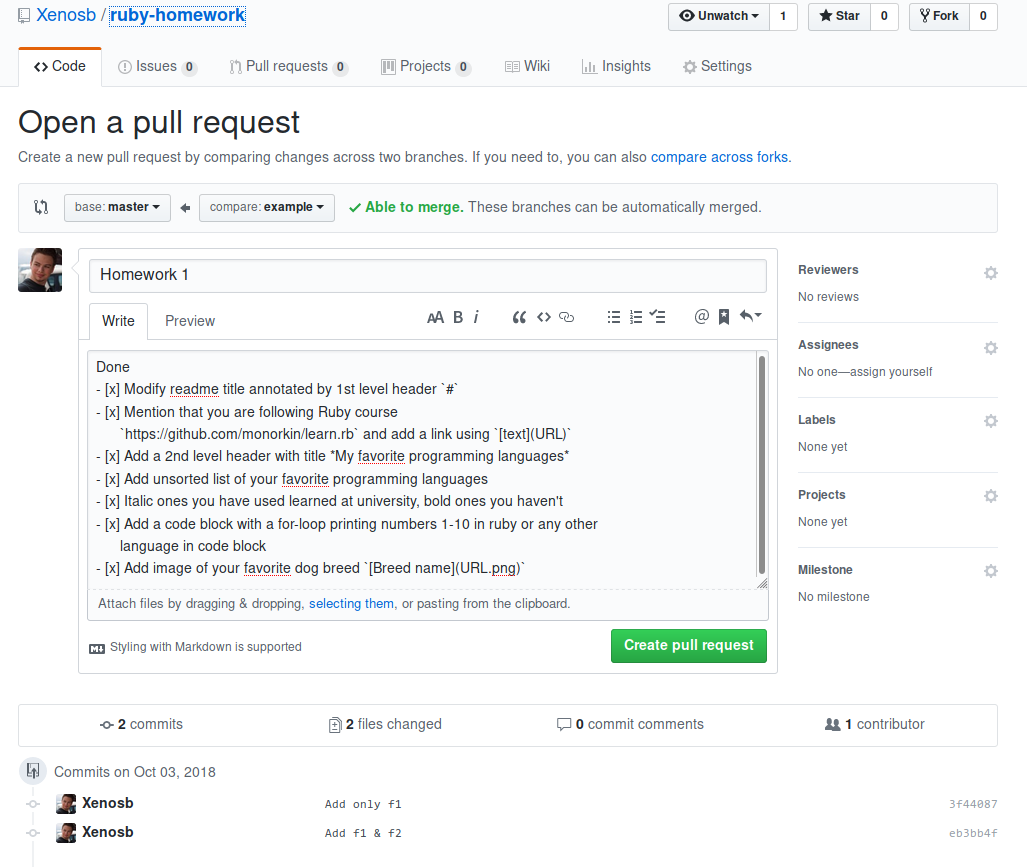 Xenosb / ruby-homework
Unwatch 1 Star 0 Fork 0
Code Issues 0 Pull requests 0 Projects 0 Wiki Insights Settings
Open a pull request
Create a new pull request by comparing changes across two branches. If you need to, you can also compare across forks.
base: master compare: example Able to merge. These branches can be automatically merged.
Homework 1
Write Preview AA B i @
Done
- [x] Modify readme title annotated by 1st level header `#`
- [x] Mention that you are following Ruby course
`https://github.com/monorkin/learn.rb` and add a link using `[text](URL)`
- [x] Add a 2nd level header with title *My favorite programming languages*
- [x] Add unsorted list of your favorite programming languages
- [x] Italic ones you have used learned at university, bold ones you haven't
- [x] Add a code block with a for-loop printing numbers 1-10 in ruby or any other
language in code block
- [x] Add image of your favorite dog breed `[Breed name](URL.png)`
Attach files by dragging & dropping, selecting them, or pasting from the clipboard.
Styling with Markdown is supported
Create pull request
Reviewers
No reviews
Assignees
No one—assign yourself
Labels
None yet
Projects
None yet
Milestone
No milestone
2 commits 2 files changed 0 commit comments 1 contributor
Commits on Oct 03, 2018
Xenosb Add only f1 3f44087
Xenosb Add f1 & f2 eb3bb4f